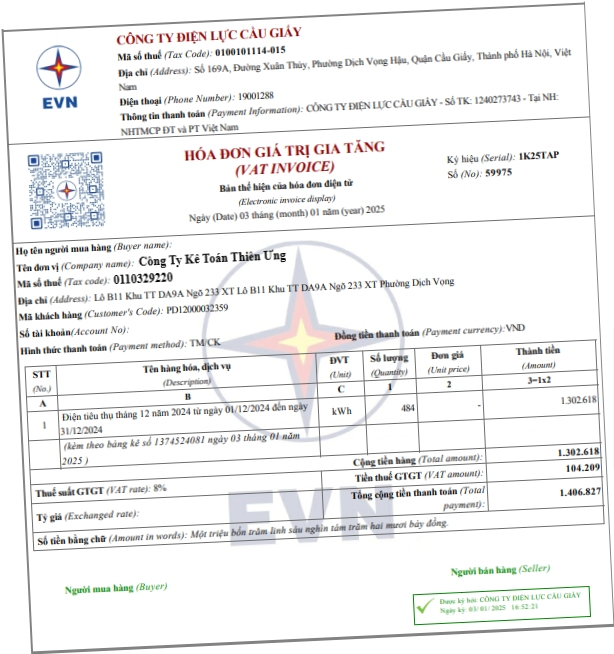 CÔNG TY ĐIỆN LỰC CẦU GIẤY
Mã số thuế (Tax Code): 0100101114-015
Địa chỉ (Address): Số 169A, Đường Xuân Thủy, Phường Dịch Vọng Hậu, Quận Cầu Giấy, Thành phố Hà Nội, Việt
Nam
Điện thoại (Phone Number): 19001288
Thông tin thanh toán (Payment Information): CÔNG TY ĐIỆN LỰC CẦU GIẤY - Số TK: 1240273743 - Tại NH:
NHTMCP ĐT và PT Việt Nam
EVN
HÓA ĐƠN GIÁ TRỊ GIA TĂNG
(VAT INVOICE)
Bản thể hiện của hóa đơn điện tử
(Electronic invoice display)
Ngày (Date) 03 tháng (month) 01 năm (year) 2025
Ký hiệu (Serial): 1K25TAP
Số (No): 59975
Họ tên người mua hàng (Buyer name):
Tên đơn vị (Company name): Công Ty Kế Toán Thiên Ưng
Mã số thuế (Tax code): 0110329220
Địa chỉ (Address): Lô B11 Khu TT DA9A Ngõ 233 XT Lô B11 Khu TT DA9A Ngõ 233 XT Phường Dịch Vọng
Mã khách hàng (Customer's Code): PD12000032359
Số tài khoản(Account No):
Hình thức thanh toán (Payment method): TM/CK
Đồng tiền thanh toán (Payment currency):VND
STT Tên hàng hóa, dịch vụ ĐVT Số lượng Đơn giá Thành tiền
(No.) (Description) (Unit) (Quantity) (Unit price) (Amount)
A B C 1 2 3=1x2
1 Điện tiêu thụ tháng 12 năm 2024 từ ngày 01/12/2024 đến ngày kWh 484 - 1.302.618
31/12/2024
(kèm theo bảng kê số 1374524081 ngày 03 tháng 01 năm
2025 )
Cộng tiền hàng (Total amount): 1.302.618
Thuế suất GTGT (VAT rate): 8% Tiền thuế GTGT (VAT amount): 104.209
Tỷ giá (Exchanged rate): Tổng cộng tiền thanh toán (Total
payment): 1.406.827
Số tiền bằng chữ (Amount in words): Một triệu bốn trăm linh sáu nghìn tám trăm hai mươi bảy đồng.
EVN
Người mua hàng (Buyer)
Người bán hàng (Seller)
Được ký bởi: CÔNG TY ĐIỆN LỰC CẦU GIẤY
Ngày ký: 03/ 01/ 2025 16:52:21